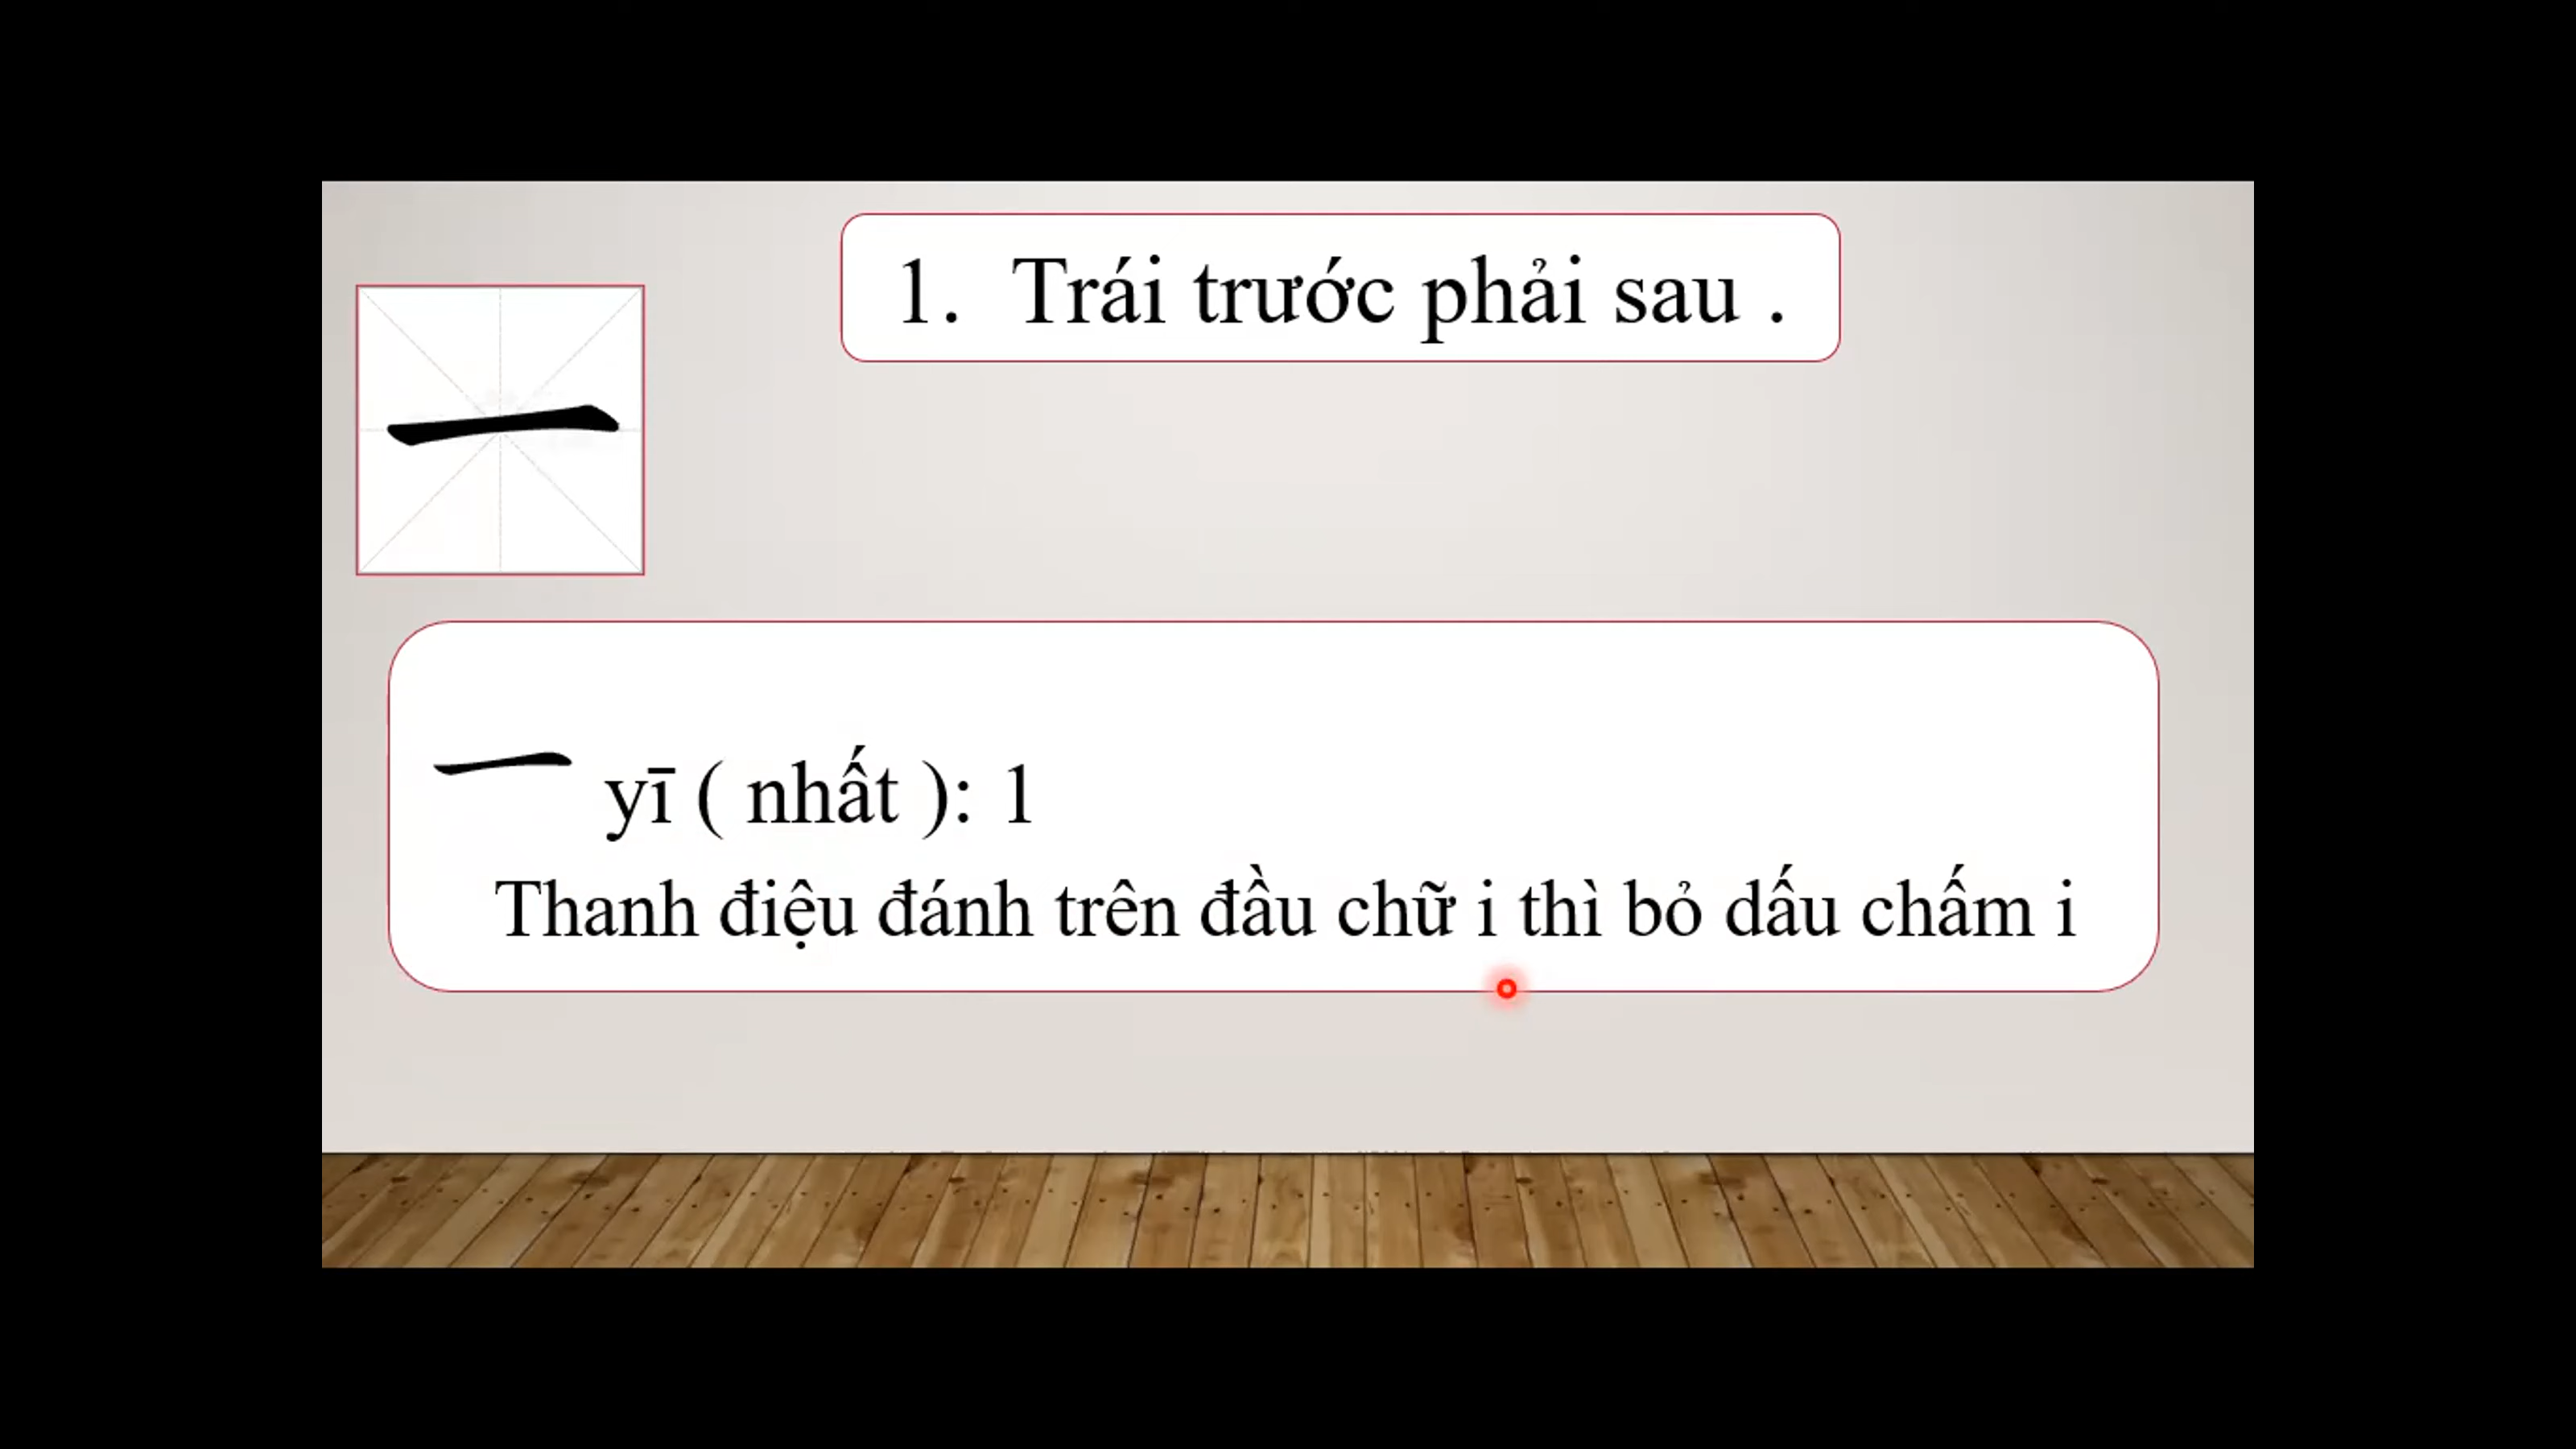 1. Trái trước phải sau .
一
一 yī ( nhất ): 1
Thanh điệu đánh trên đầu chữ i thì bỏ dấu chấm i